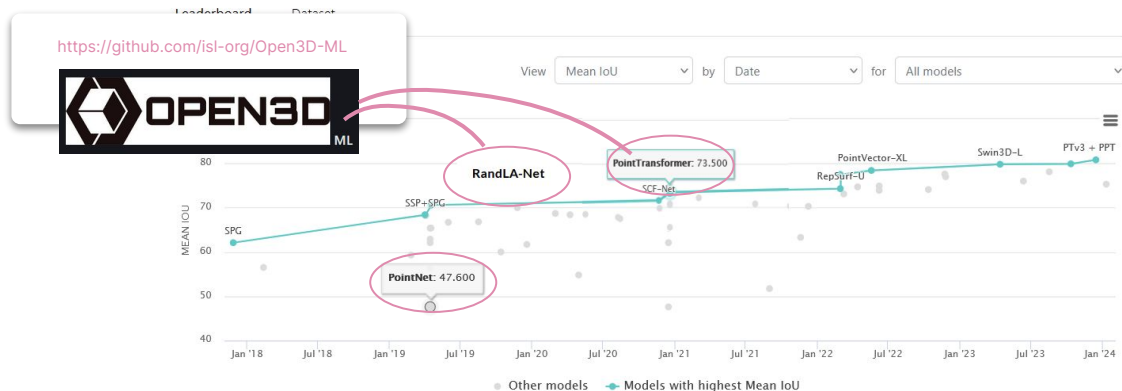 Leaderboard Dataset
https://github.com/isl-org/Open3D-ML
OPEN3D
ML
View Mean IoU by Date for All models
80
70
60
50
40
MEAN IOU
SPG
SSP+SPG
RandLA-Net
PointTransformer: 73.500
SCF-Net
RepSurf-U
PointVector-XL
Swin3D-L
PTv3 + PPT
PointNet: 47.600
Jan '18 Jul '18 Jan '19 Jul '19 Jan '20 Jul '20 Jan '21 Jul '21 Jan '22 Jul '22 Jan '23 Jul '23 Jan '24
Other models Models with highest Mean IoU